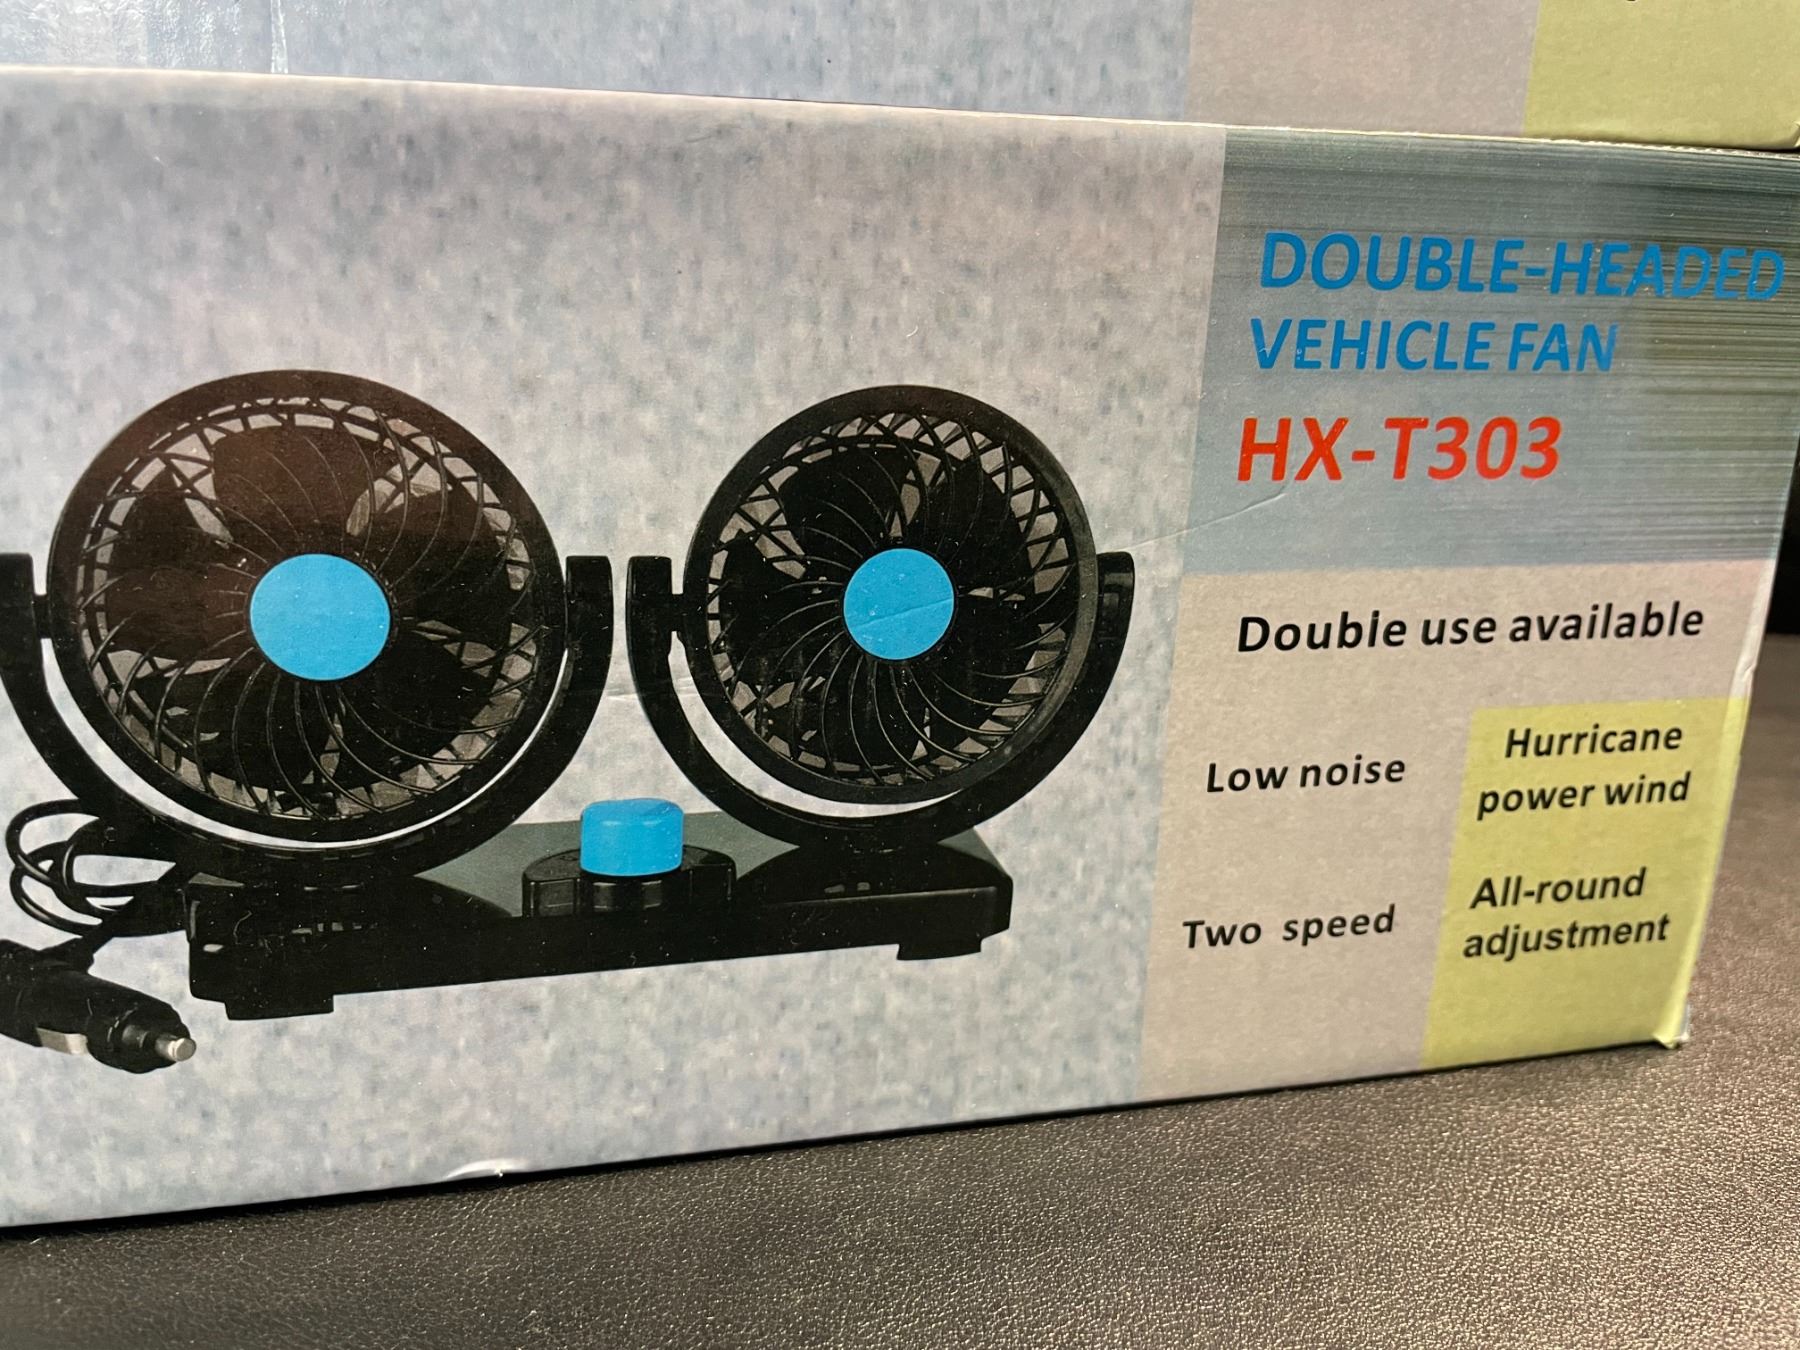 DOUBLE-HEADED
VEHICLE FAN
HX-T303
Double use available
Low noise
Hurricane
power wind
Two speed
All-round
adjustment